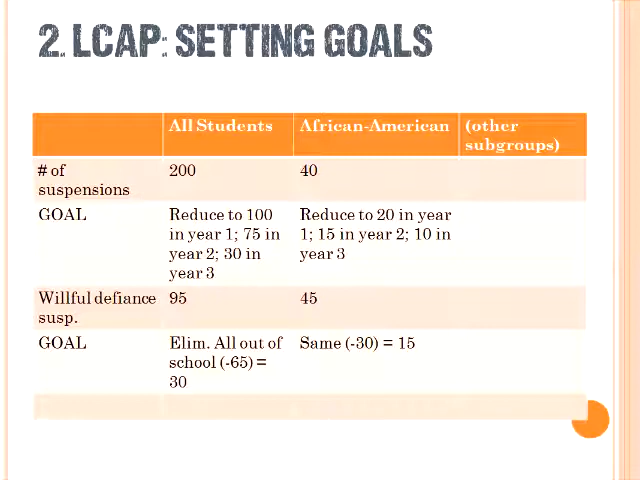 2. LCAP: SETTING GOALS
All Students
African-American
(other
subgroups)
# of
suspensions
200
40
GOAL
Reduce to 100
in year 1; 75 in
year 2; 30 in
year 3
Reduce to 20 in year
1; 15 in year 2; 10 in
year 3
Willful defiance
susp.
95
45
GOAL
Elim. All out of
school (-65) =
30
Same (-30) = 15